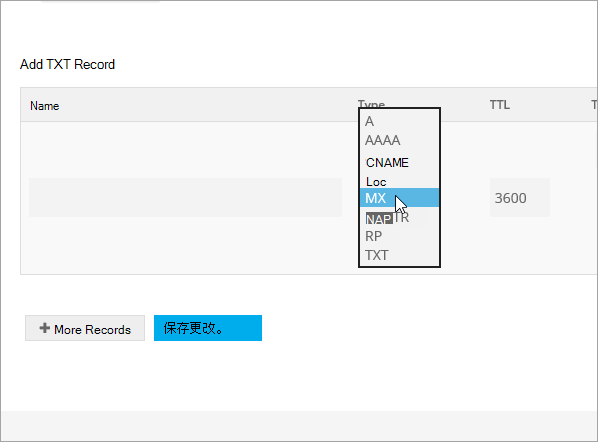 Add TXT Record
Name Type TTL T
A
AAAA
CNAME
Loc
MX
3600
NAPTR
RP
TXT
More Records 保存更改。